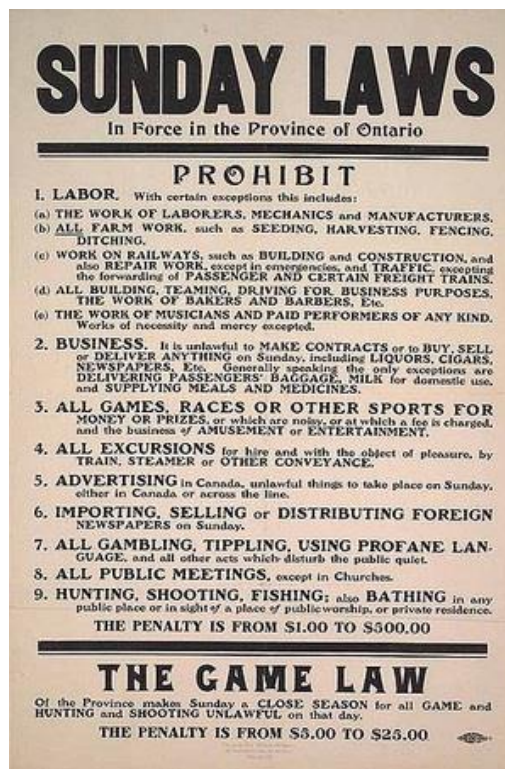 SUNDAY LAWS
In Force in the Province of Ontario
PROHIBIT
1. LABOR. With certain exceptions this includes:
(a) THE WORK OF LABORERS, MECHANICS and MANUFACTURERS.
(b) ALL FARM WORK, such as SEEDING, HARVESTING, FENCING,
DITCHING.
(c) WORK ON RAILWAYS, such as BUILDING and CONSTRUCTION, and
also REPAIR WORK, except in emergencies, and TRAFFIC, excepting
the forwarding of PASSENGER AND CERTAIN FREIGHT TRAINS.
(d) ALL BUILDING, TEAMING, DRIVING FOR BUSINESS PURPOSES,
THE WORK OF BAKERS AND BARBERS, Etc.
(e) THE WORK OF MUSICIANS AND PAID PERFORMERS OF ANY KIND.
Works of necessity and mercy excepted.
2. BUSINESS. It is unlawful to MAKE CONTRACTS or to BUY, SELL
or DELIVER ANYTHING on Sunday, including LIQUORS, CIGARS,
NEWSPAPERS, Etc. Generally speaking the only exceptions are
DELIVERING PASSENGERS' BAGGAGE, MILK for domestic use,
and SUPPLYING MEALS AND MEDICINES.
3. ALL GAMES, RACES OR OTHER SPORTS FOR
MONEY OR PRIZES, or which are noisy, or at which a fee is charged,
and the business of AMUSEMENT or ENTERTAINMENT.
4. ALL EXCURSIONS for hire and with the object of pleasure, by
TRAIN, STEAMER or OTHER CONVEYANCE.
5. ADVERTISING in Canada, unlawful things to take place on Sunday,
either in Canada or across the line.
6. IMPORTING, SELLING or DISTRIBUTING FOREIGN
NEWSPAPERS on Sunday.
7. ALL GAMBLING, TIPPLING, USING PROFANE LAN-
GUAGE, and all other acts which disturb the public quiet.
8. ALL PUBLIC MEETINGS, except in Churches.
9. HUNTING, SHOOTING, FISHING; also BATHING in any
public place or in sight of a place of public worship, or private residence.
THE PENALTY IS FROM $1.00 TO $500.00
THE GAME LAW
Of the Province makes Sunday a CLOSE SEASON for all GAME and
HUNTING and SHOOTING UNLAWFUL on that day.
THE PENALTY IS FROM $5.00 TO $25.00